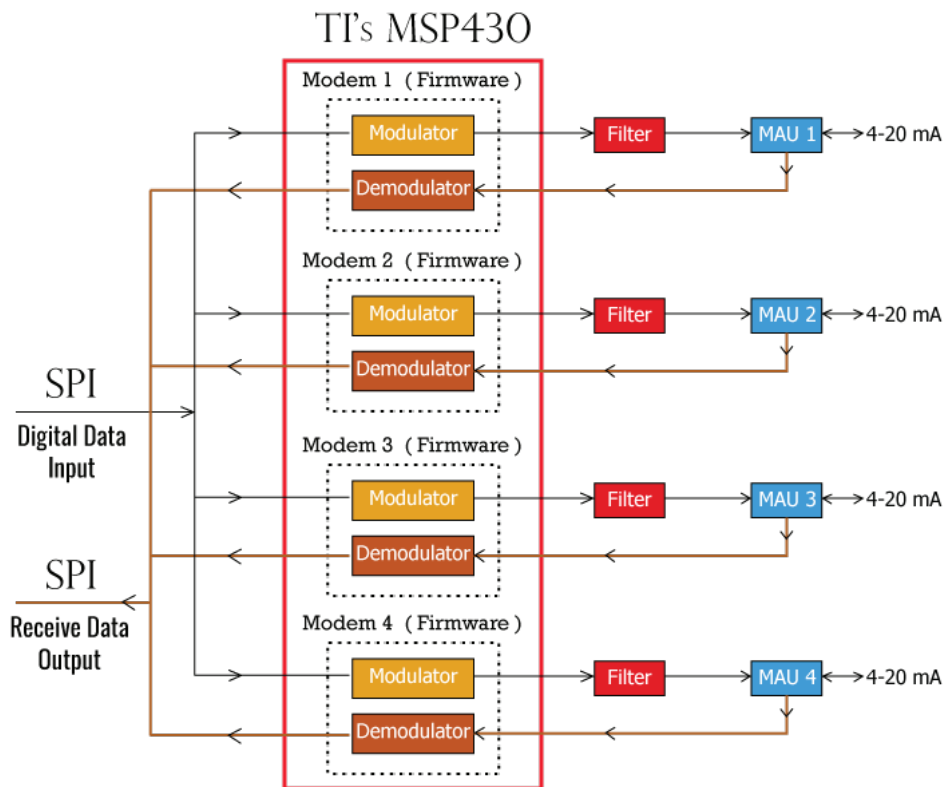 TI's MSP430
Modem 1 (Firmware)
Modulator
Filter
MAU 1
4-20 mA
Demodulator
Modem 2 (Firmware)
Modulator
Filter
MAU 2
4-20 mA
Demodulator
SPI
Digital Data
Input
Modem 3 (Firmware)
Modulator
Filter
MAU 3
4-20 mA
Demodulator
SPI
Receive Data
Output
Modem 4 (Firmware)
Modulator
Filter
MAU 4
4-20 mA
Demodulator